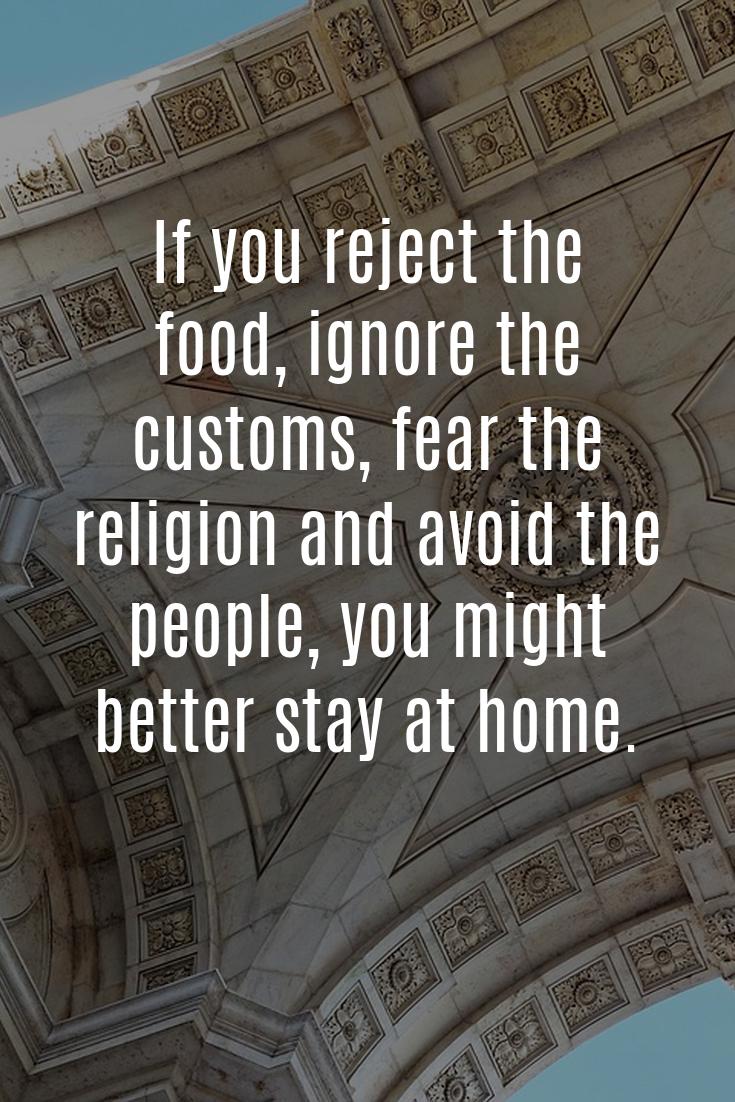 If you reject the
food, ignore the
customs, fear the
religion and avoid the
people, you might
better stay at home.